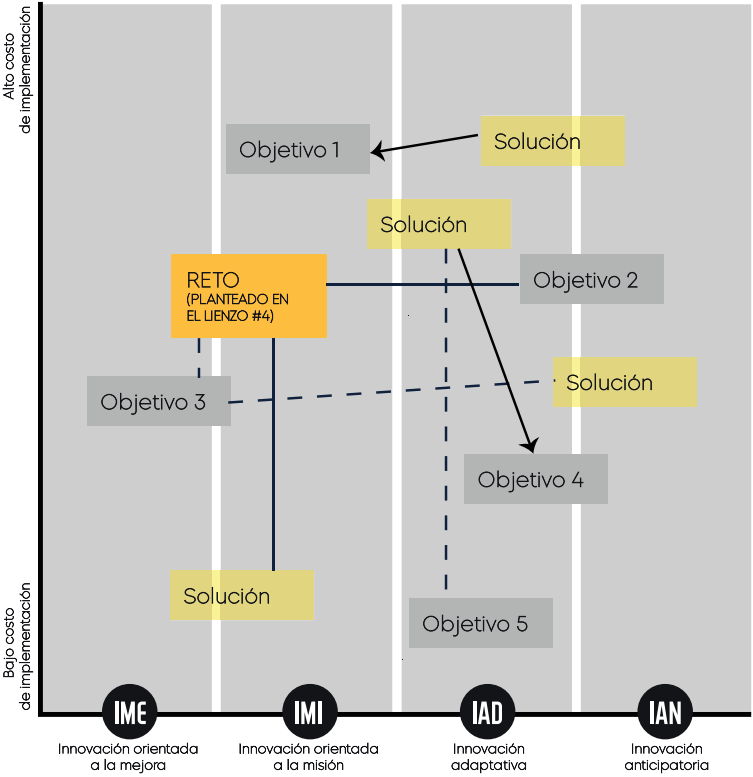 Alto costo
de implementación
Objetivo 1
Solución
Solución
RETO
(PLANTEADO EN
EL LIENZO #4)
Objetivo 2
Objetivo 3
Solución
Objetivo 4
Solución
Objetivo 5
Bajo costo
de implementación
IME
IMI
IAD
IAN
Innovación orientada
a la mejora
Innovación orientada
a la misión
Innovación
adaptativa
Innovación
anticipatoria